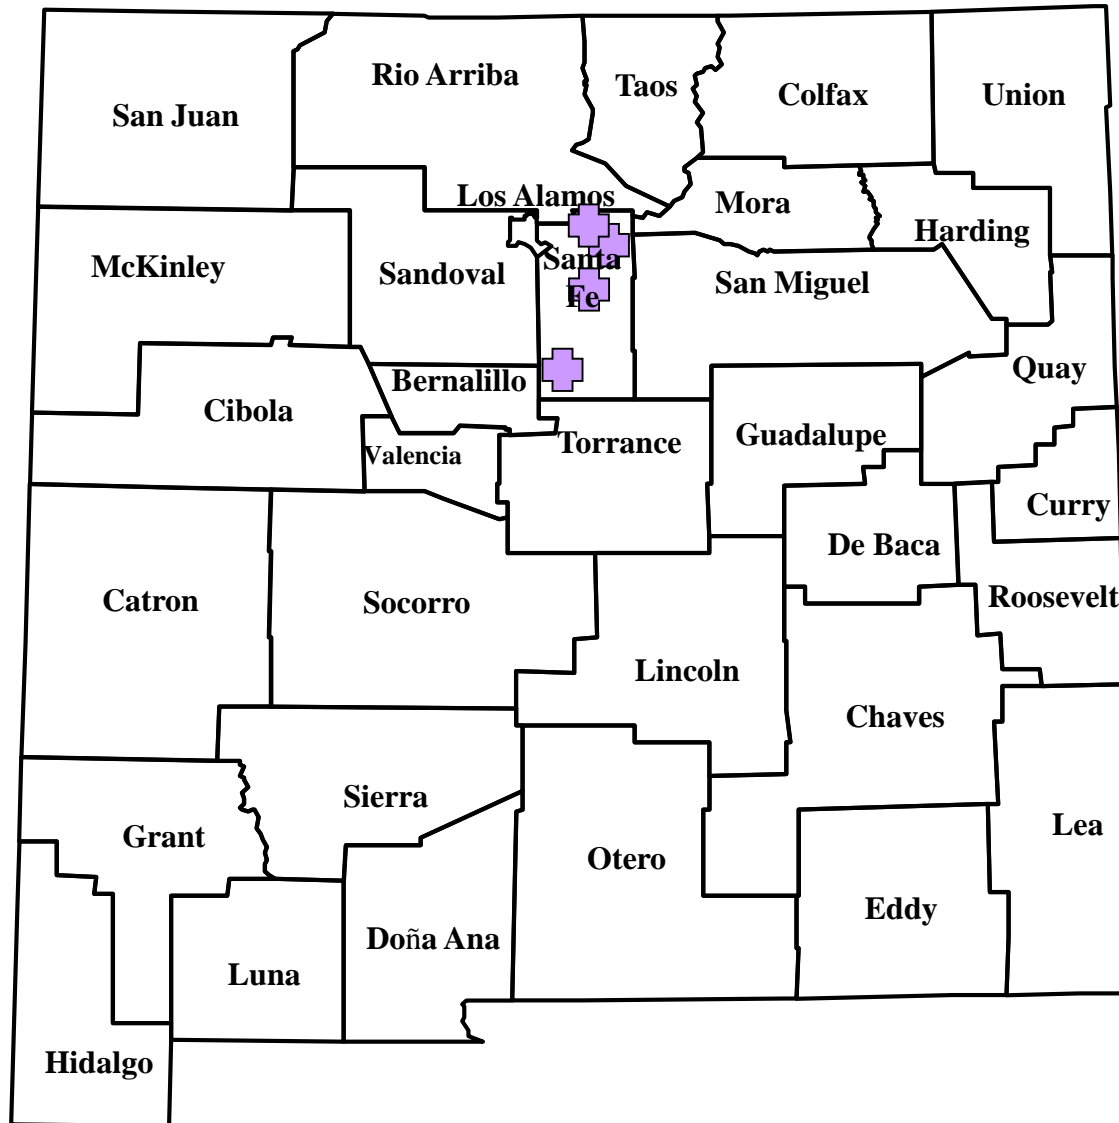 Rio Arriba
Taos
Colfax
Union
San Juan
Los Alamos
Mora
Harding
McKinley
Sandoval
Santa
Fe
San Miguel
Quay
Bernalillo
Cibola
Valencia
Torrance
Guadalupe
Curry
De Baca
Catron
Socorro
Roosevelt
Lincoln
Chaves
Sierra
Grant
Lea
Otero
Eddy
Doña Ana
Luna
Hidalgo